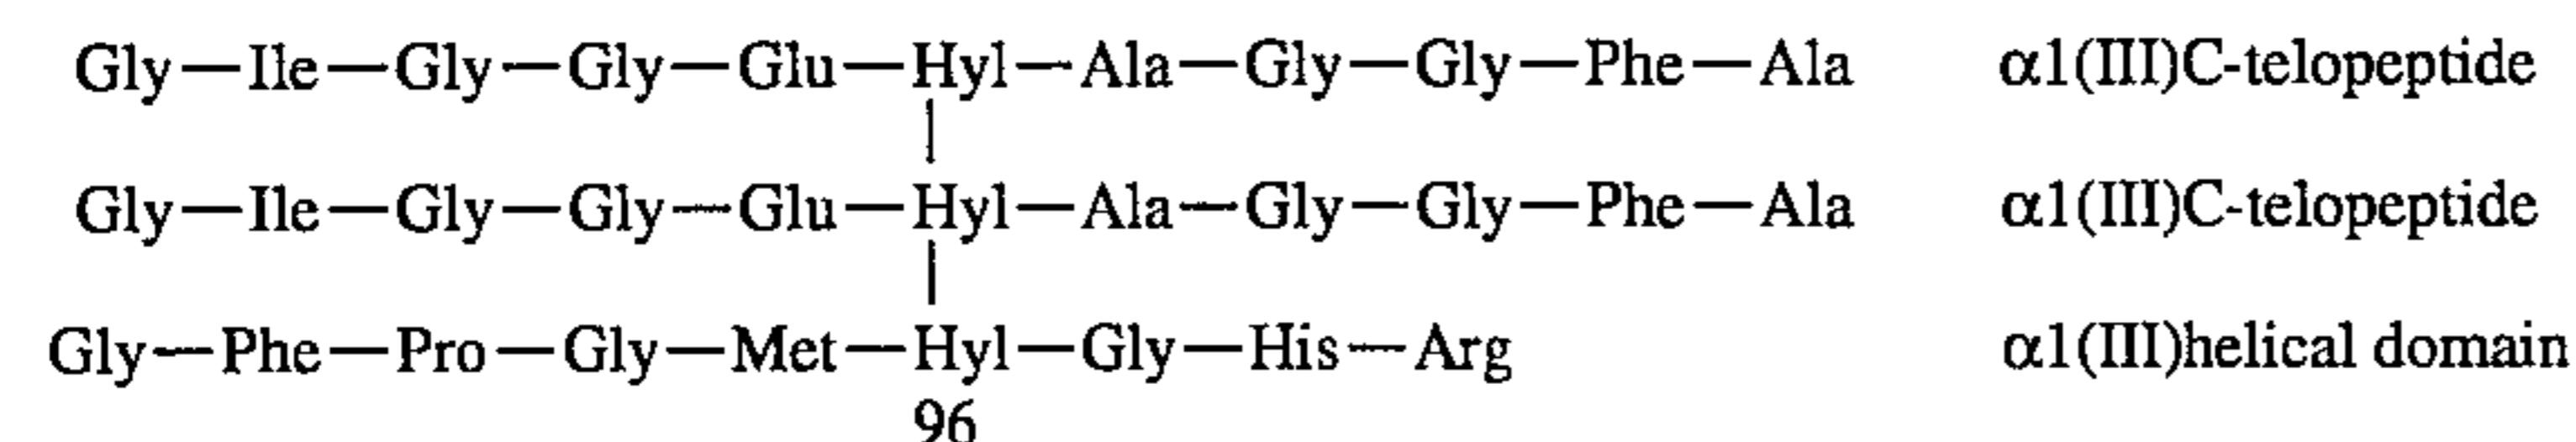 Gly—Ile—Gly—Gly—Glu—Hyl—Ala—Gly—Gly—Phe—Ala α1(III)C-telopeptide
Gly—Ile—Gly—Gly—Glu—Hyl—Ala—Gly—Gly—Phe—Ala α1(III)C-telopeptide
Gly—Phe—Pro—Gly—Met—Hyl—Gly—His—Arg α1(III)helical domain
96